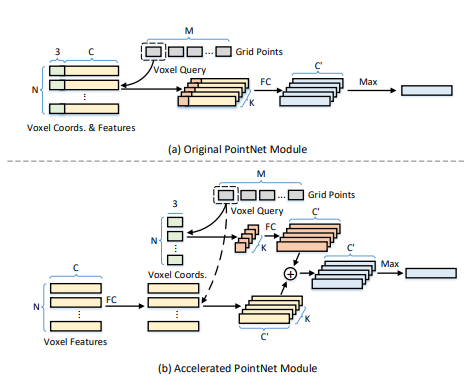 M
3 C
Grid Points
Voxel Query
N
K
FC
C'
Max
Voxel Coords. & Features
(a) Original PointNet Module
M
3
Grid Points
Voxel Query
C'
FC
N
K
C'
Voxel Coords.
Max
C
N
FC
K
C'
Voxel Features
(b) Accelerated PointNet Module